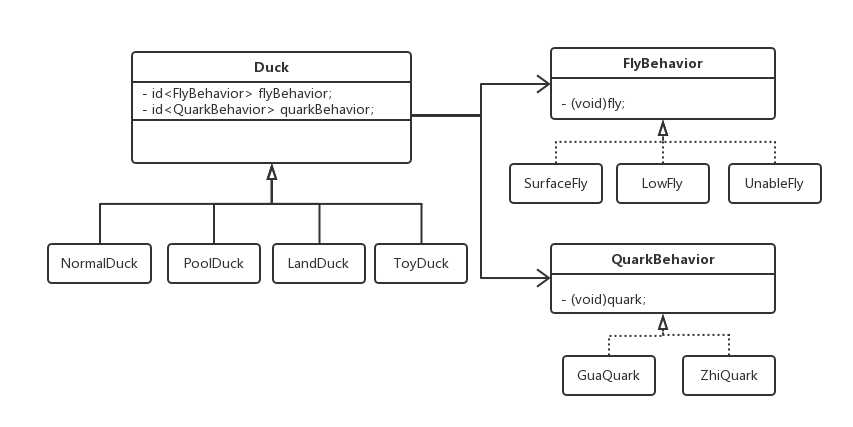 Duck
- id<FlyBehavior> flyBehavior;
- id<QuarkBehavior> quarkBehavior;
FlyBehavior
- (void)fly;
SurfaceFly
LowFly
UnableFly
NormalDuck
PoolDuck
LandDuck
ToyDuck
QuarkBehavior
- (void)quark;
GuaQuark
ZhiQuark